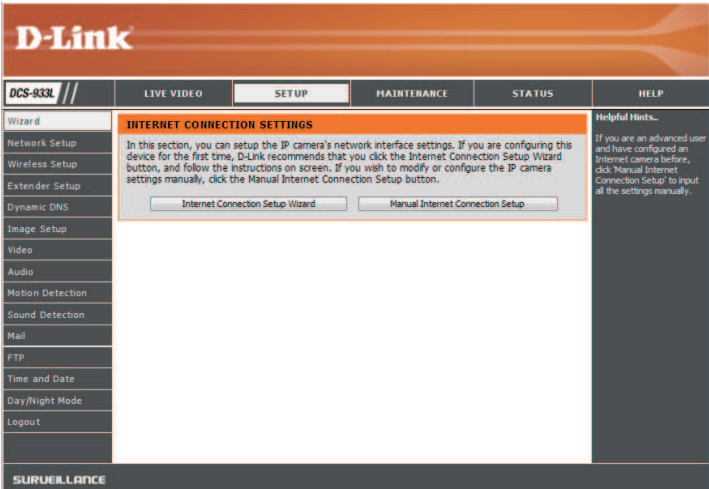 D-Link
DCS-933L
LIVE VIDEO
SETUP
MAINTENANCE
STATUS
HELP
Wizard
Network Setup
Wireless Setup
Extender Setup
Dynamic DNS
Image Setup
Video
Audio
Motion Detection
Sound Detection
Mail
FTP
Time and Date
Day/Night Mode
Logout
INTERNET CONNECTION SETTINGS
In this section, you can setup the IP camera's network interface settings. If you are configuring this
device for the first time, D-Link recommends that you click the Internet Connection Setup Wizard
button, and follow the instructions on screen. If you wish to modify or configure the IP camera
settings manually, click the Manual Internet Connection Setup button.
Internet Connection Setup Wizard
Manual Internet Connection Setup
Helpful Hints..
If you are an advanced user
and have configured an
Internet camera before,
click 'Manual Internet
Connection Setup' to input
all the settings manually.
SURVEILLANCE